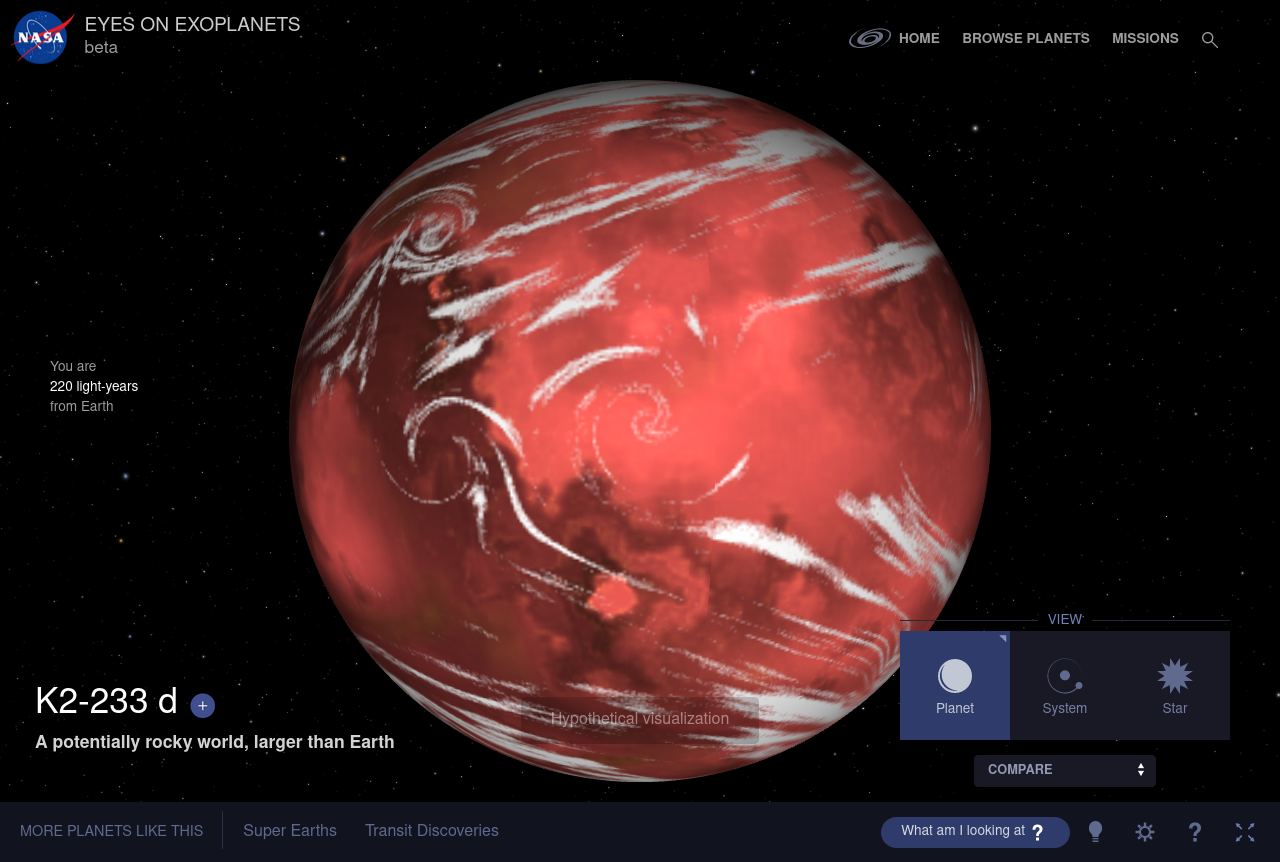 NASA
EYES ON EXOPLANETS
beta
HOME
BROWSE PLANETS
MISSIONS
You are
220 light-years
from Earth
VIEW
Planet
System
Star
K2-233 d +
Hypothetical visualization
A potentially rocky world, larger than Earth
COMPARE
MORE PLANETS LIKE THIS
Super Earths
Transit Discoveries
What am I looking at ?
?